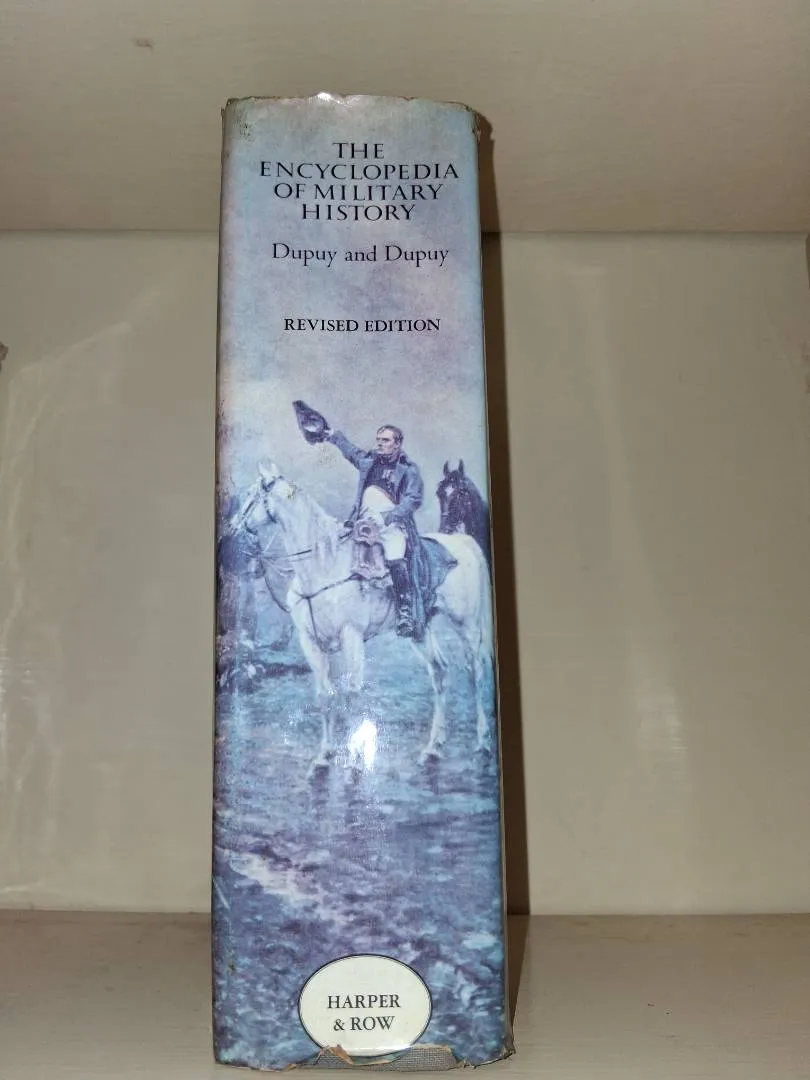 THE
ENCYCLOPEDIA
OF MILITARY
HISTORY
Dupuy and Dupuy
REVISED EDITION
HARPER
& ROW